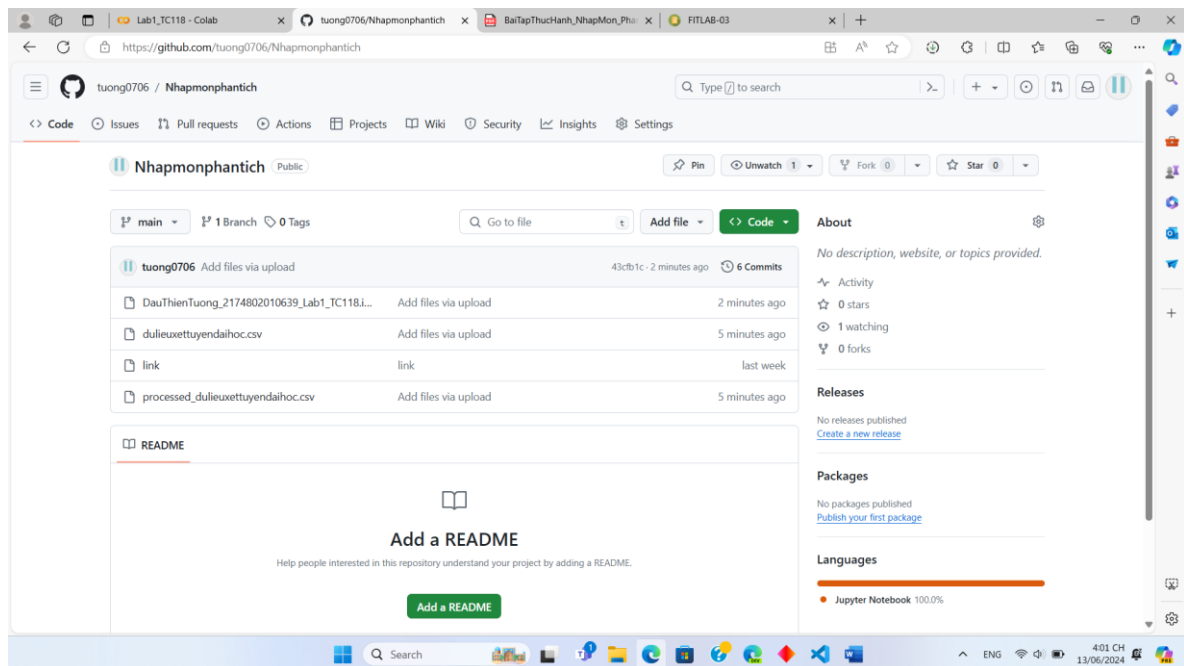 Lab1_TC118 - Colab
tuong0706/Nhapmonphantich
BaiTapThucHanh_NhapMon_Pha
FITLAB-03
https://github.com/tuong0706/Nhapmonphantich
tuong0706 / Nhapmonphantich
Type / to search
Code Issues Pull requests Actions Projects Wiki Security Insights Settings
Nhapmonphantich Public
Pin Unwatch 1 Fork 0 Star 0
main 1 Branch 0 Tags Go to file t Add file Code
tuong0706 Add files via upload 43cfb1c · 2 minutes ago 6 Commits
DauThienTuong_2174802010639_Lab1_TC118.i... Add files via upload 2 minutes ago
dulieuxettuyendaihoc.csv Add files via upload 5 minutes ago
link link last week
processed_dulieuxettuyendaihoc.csv Add files via upload 5 minutes ago
README
Add a README
Help people interested in this repository understand your project by adding a README.
Add a README
About
No description, website, or topics provided.
Activity
0 stars
1 watching
0 forks
Releases
No releases published
Create a new release
Packages
No packages published
Publish your first package
Languages
Jupyter Notebook 100.0%
Search
ENG
4:01 CH
13/06/2024